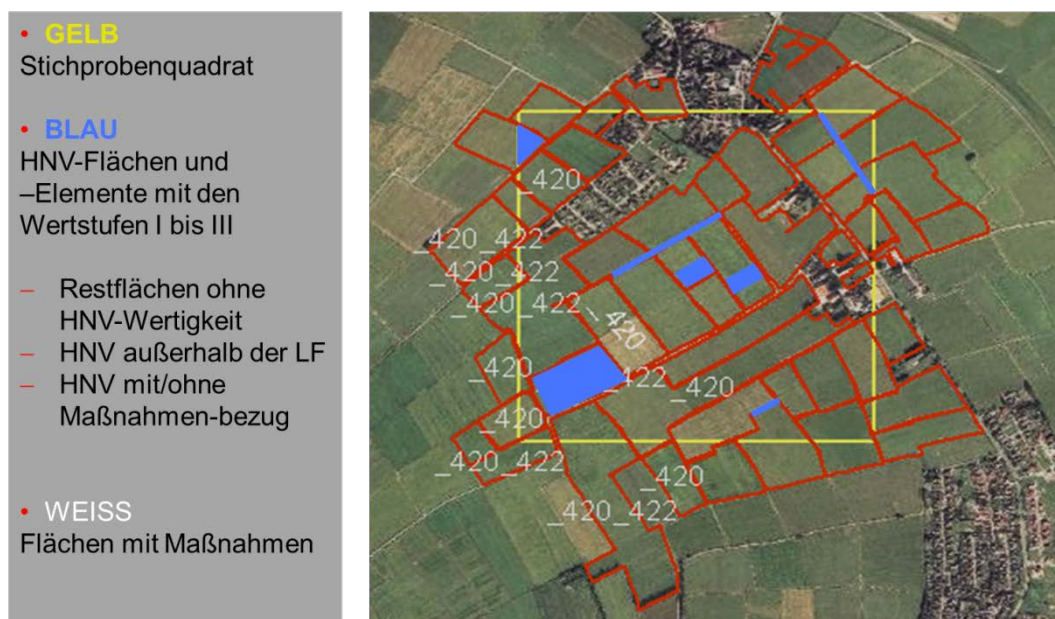 • GELB
Stichprobenquadrat
• BLAU
HNV-Flächen und
–Elemente mit den
Wertstufen I bis III
– Restflächen ohne
HNV-Wertigkeit
– HNV außerhalb der LF
– HNV mit/ohne
Maßnahmen-bezug
• WEISS
Flächen mit Maßnahmen
_420
_420_422
_420_422
_420_422
_420
_420
_422
_420
_420
_420_422
_420
_420_422